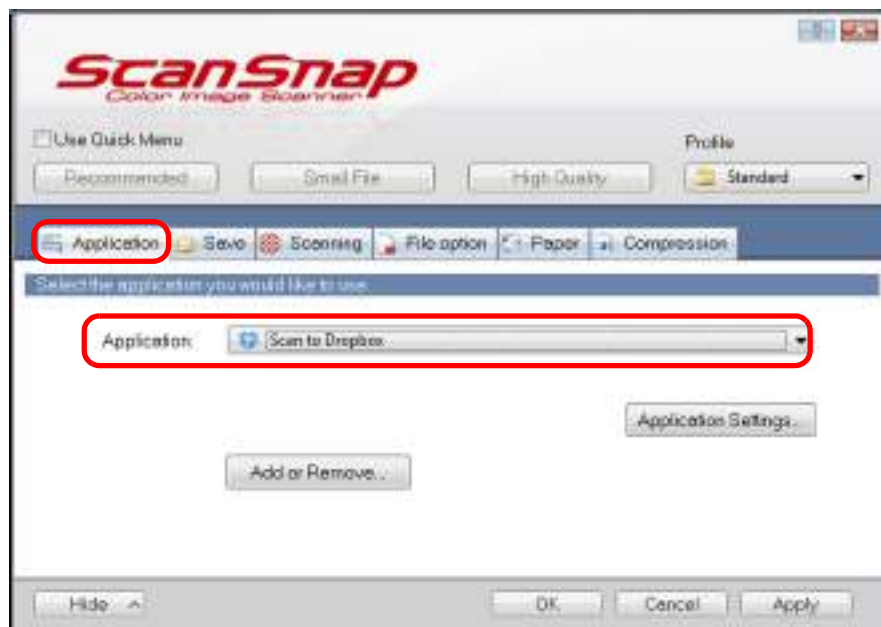 ScanSnap
Color Image Scanner
Use Quick Menu
Profile
Recommended Small File High Quality Standard
Application Save Scanning File option Paper Compression
Select the application you would like to use.
Application: Scan to Dropbox
Application Settings...
Add or Remove...
Hide OK Cancel Apply